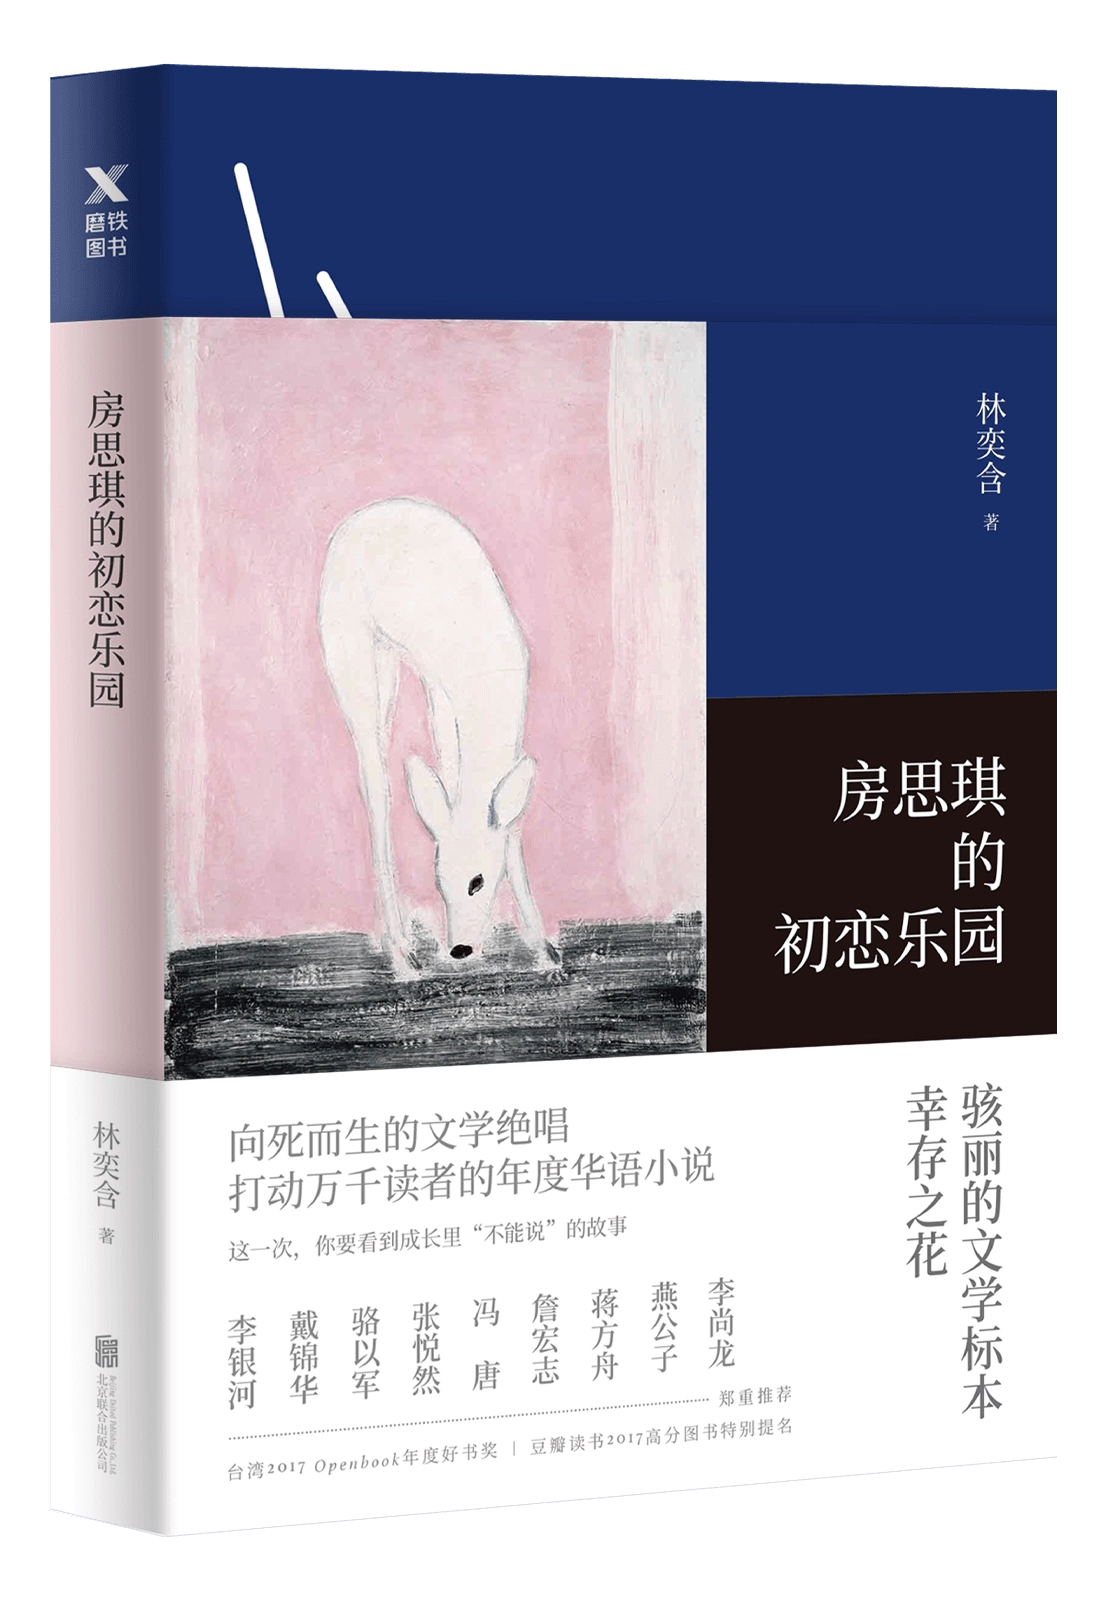 磨铁
图书
房思琪的初恋乐园
林奕含 著
北京联合出版公司
Beijing United Publishing Co.,Ltd.
林奕含 著
房思琪
的
初恋乐园
骇丽的文学标本
幸存之花
向死而生的文学绝唱
打动万千读者的年度华语小说
这一次，你要看到成长里“不能说”的故事
李银河
戴锦华
骆以军
张悦然
冯唐
詹宏志
蒋方舟
燕公子
李尚龙
郑重推荐
台湾2017 Openbook年度好书奖 | 豆瓣读书2017高分图书特别提名